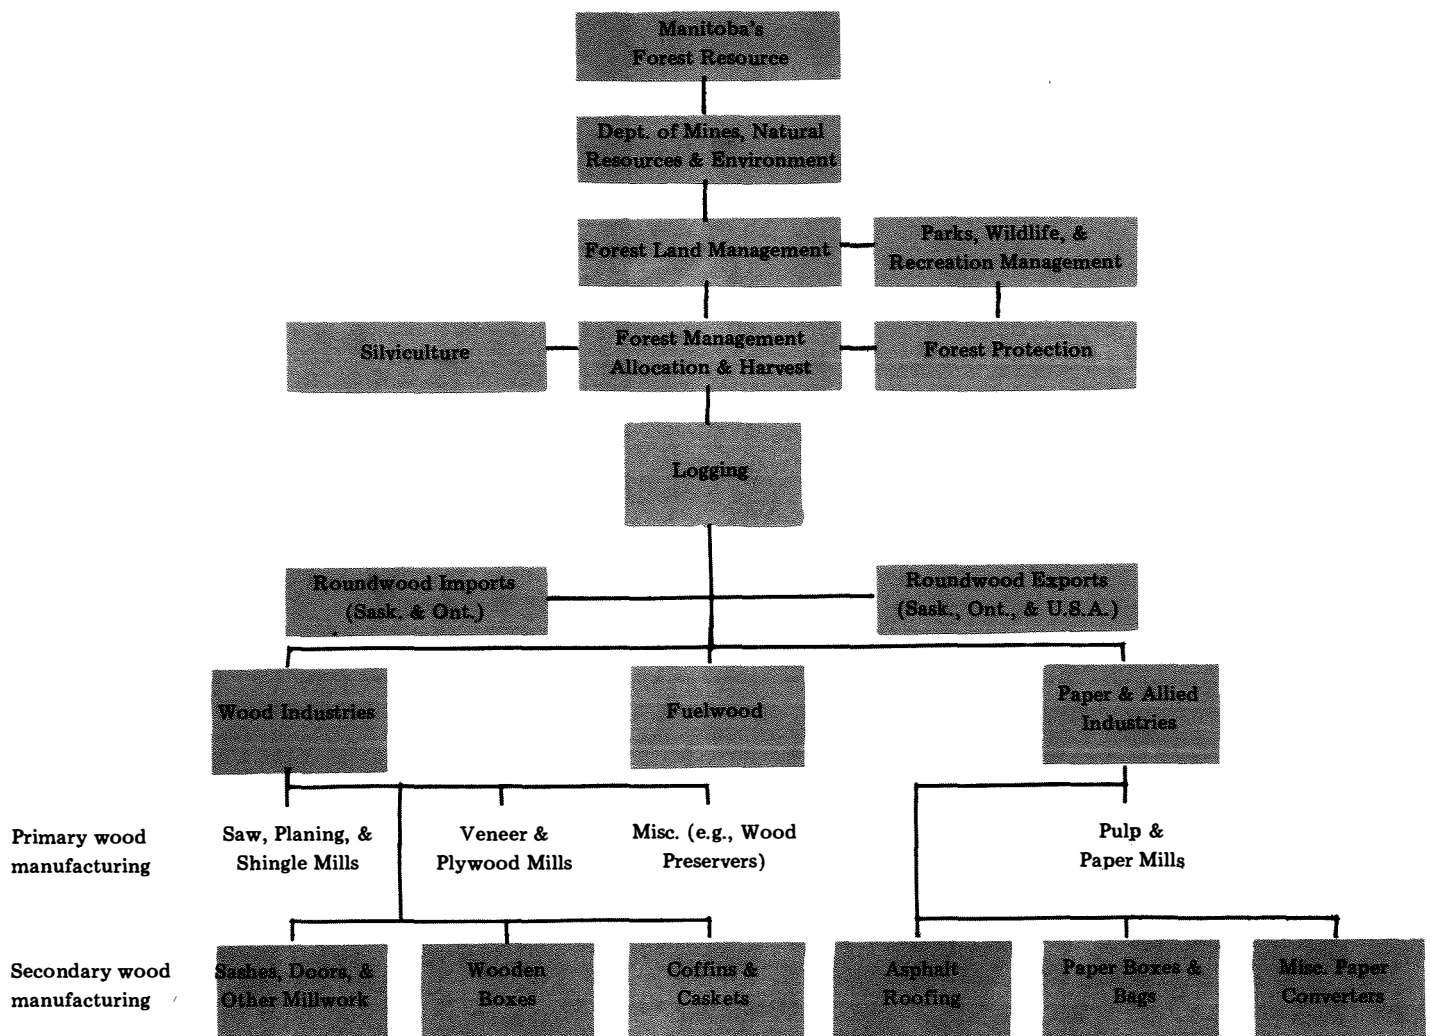 Manitoba's
Forest Resource
Dept. of Mines, Natural
Resources & Environment
Forest Land Management
Parks, Wildlife, &
Recreation Management
Silviculture
Forest Management
Allocation & Harvest
Forest Protection
Logging
Roundwood Imports
(Sask. & Ont.)
Roundwood Exports
(Sask., Ont., & U.S.A.)
Wood Industries
Fuelwood
Paper & Allied
Industries
Primary wood
manufacturing
Saw, Planing, &
Shingle Mills
Veneer &
Plywood Mills
Misc. (e.g., Wood
Preservers)
Pulp &
Paper Mills
Secondary wood
manufacturing
Sashes, Doors, &
Other Millwork
Wooden
Boxes
Coffins &
Caskets
Asphalt
Roofing
Paper Boxes &
Bags
Misc. Paper
Converters